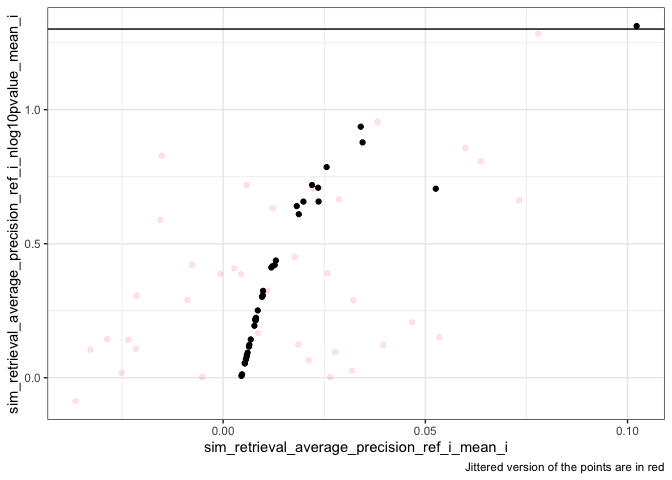 sim_retrieval_average_precision_ref_i_nlog10pvalue_mean_i
1.0
0.5
0.0
0.00
0.05
0.10
sim_retrieval_average_precision_ref_i_mean_i
Jittered version of the points are in red